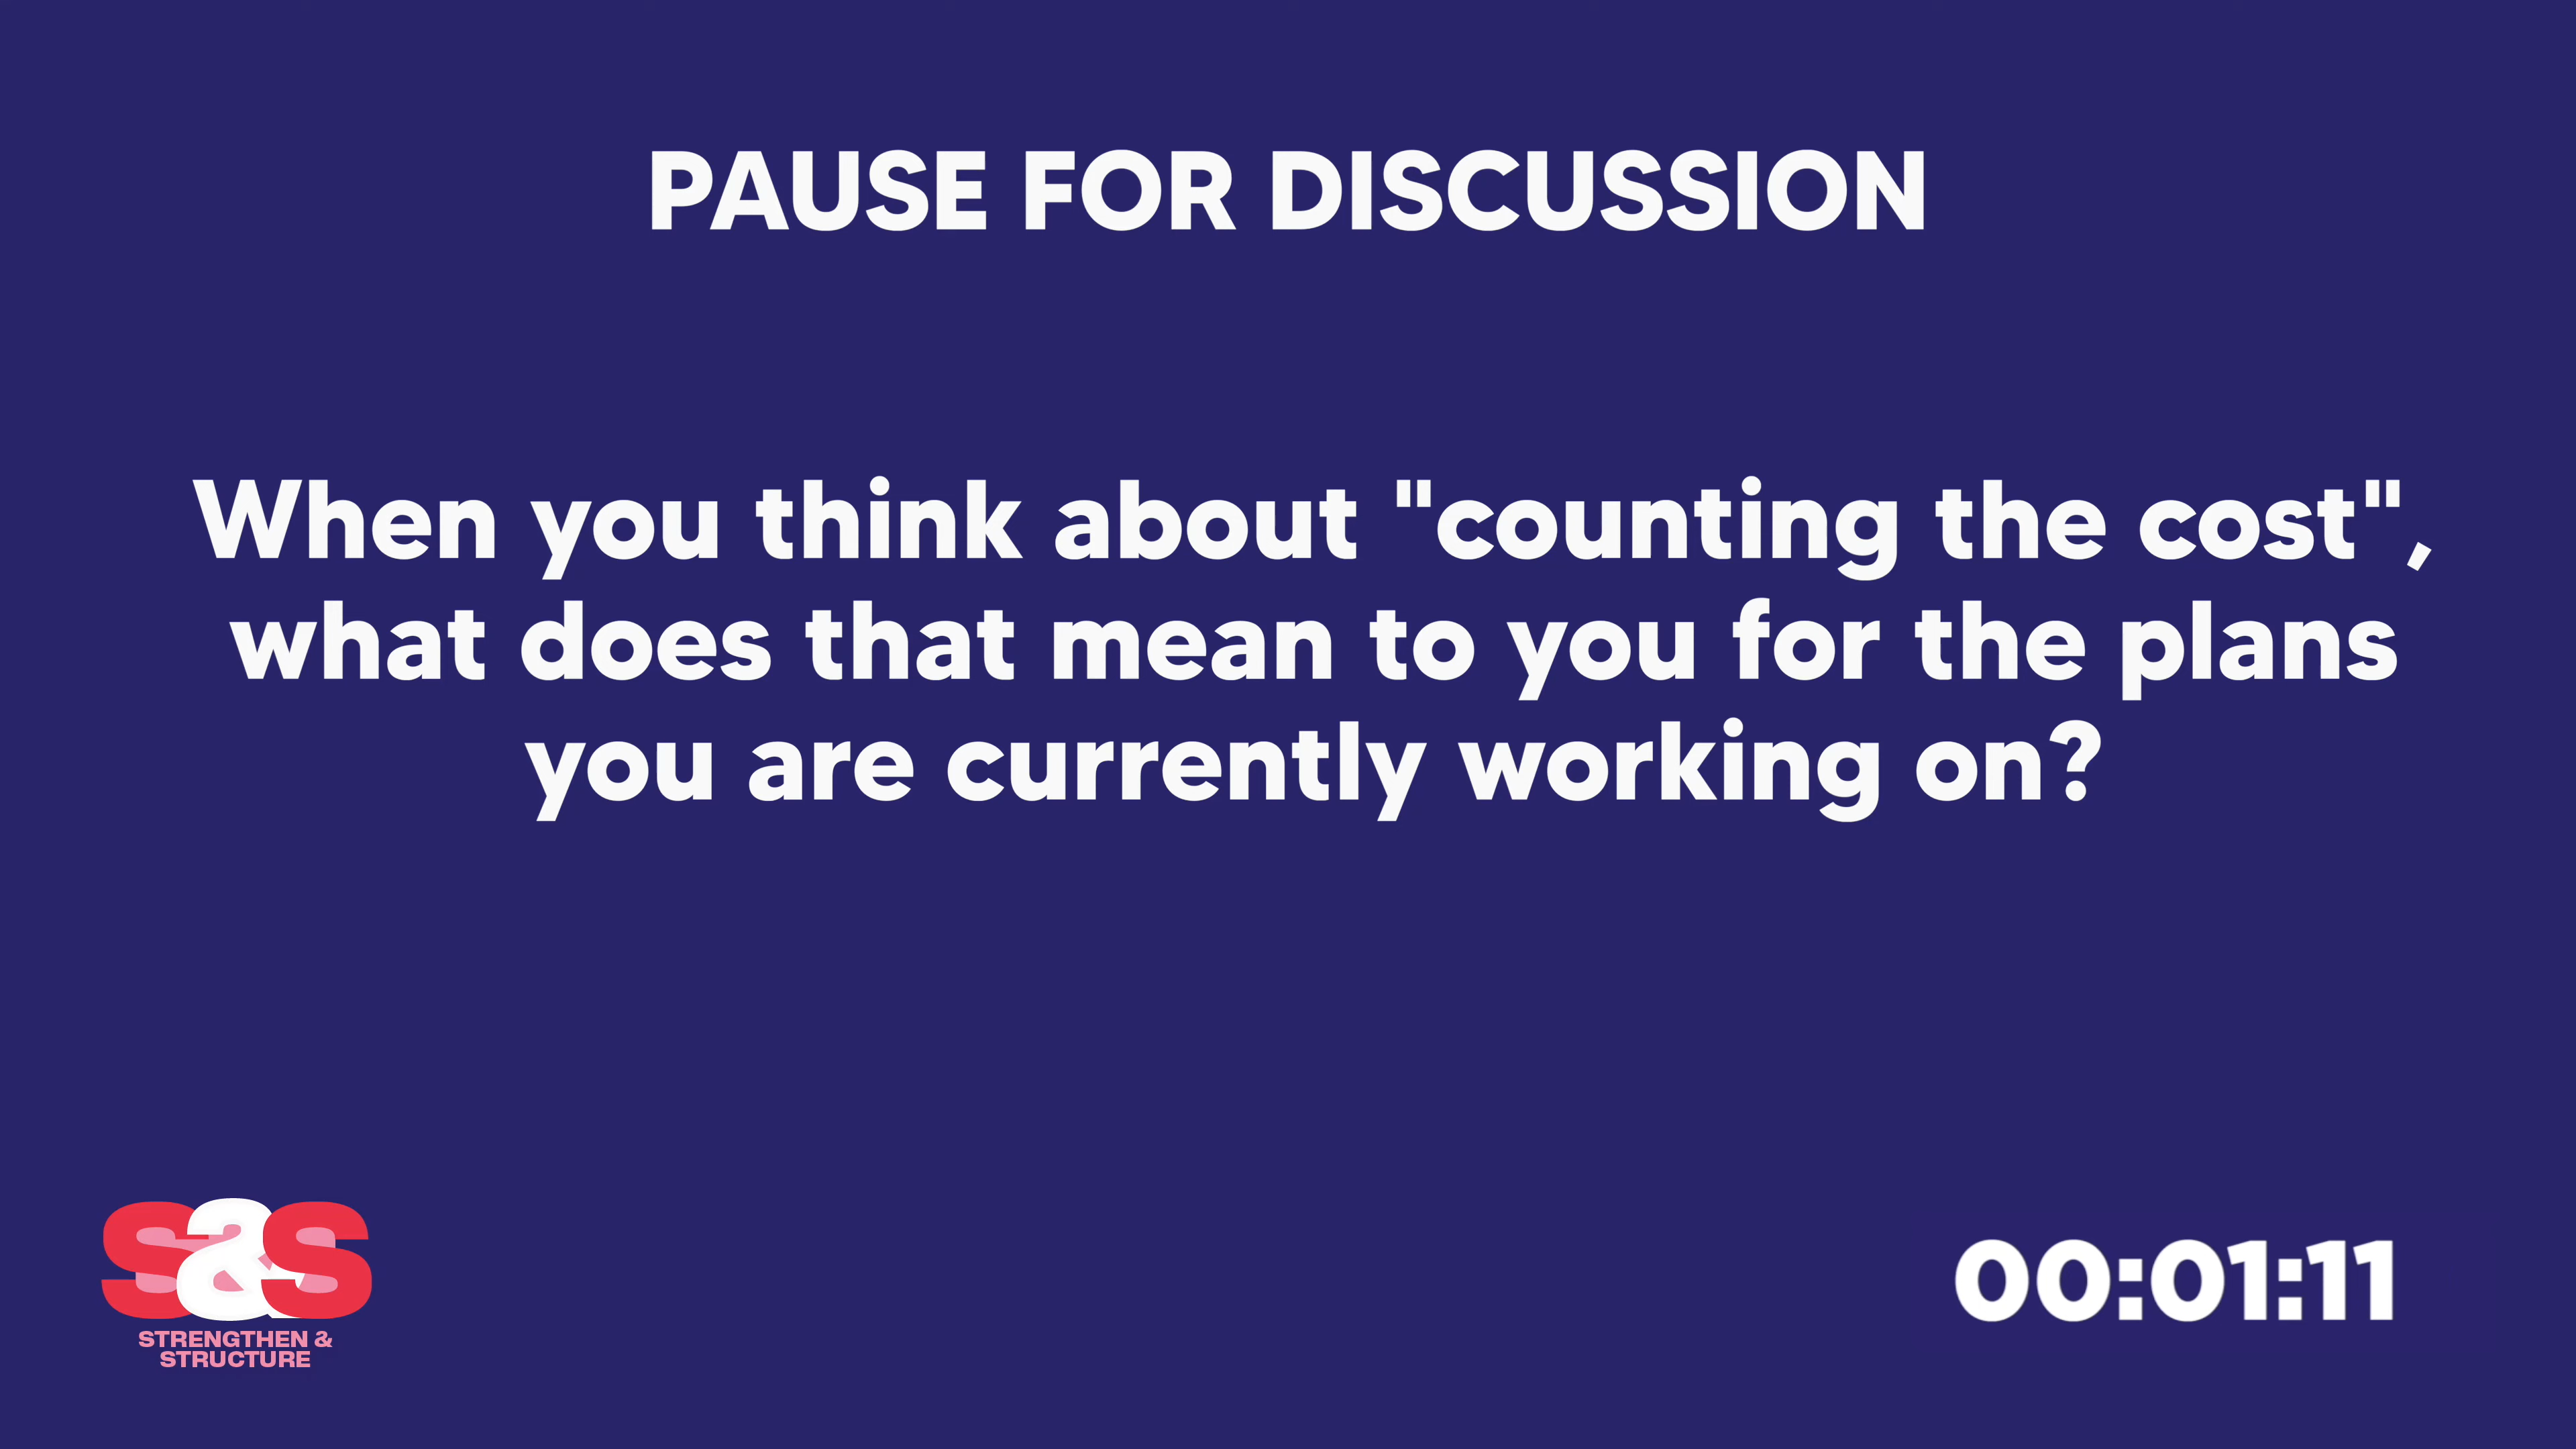 PAUSE FOR DISCUSSION
When you think about "counting the cost",
what does that mean to you for the plans
you are currently working on?
s&s
STRENGTHEN &
STRUCTURE
00:01:11